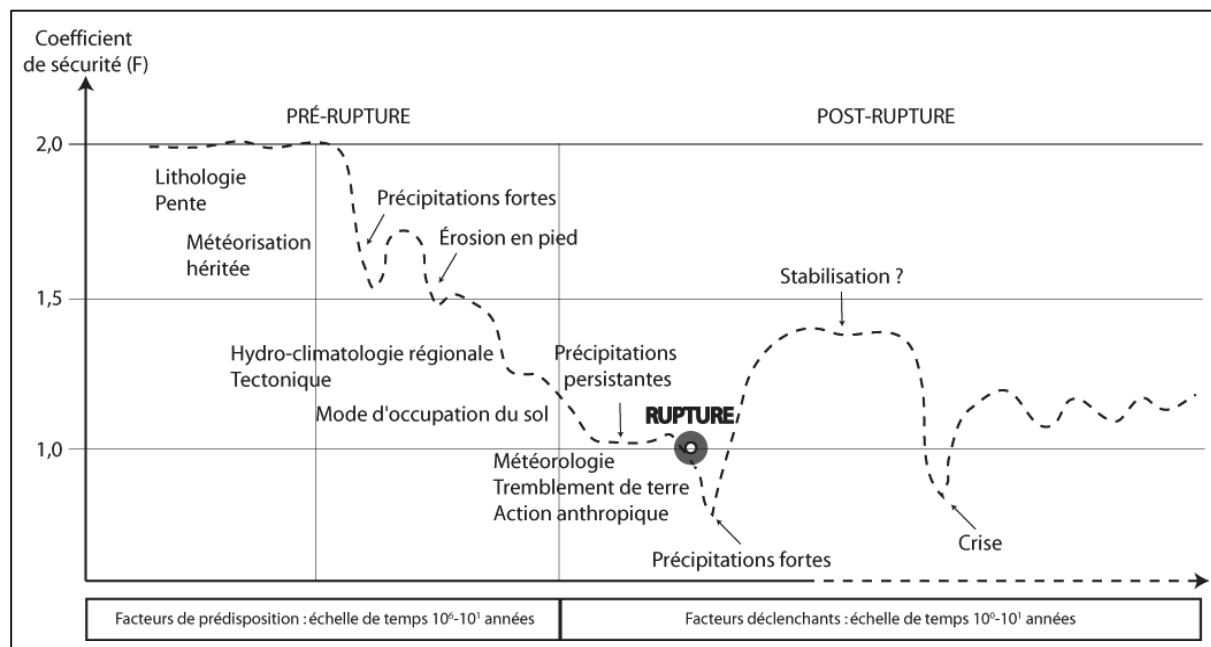 Coefficient
de sécurité (F)
PRÉ-RUPTURE
POST-RUPTURE
2,0
Lithologie
Pente
Précipitations fortes
Météorisation
héritée
Érosion en pied
Stabilisation ?
1,5
Hydro-climatologie régionale
Tectonique
Précipitations
persistantes
Mode d'occupation du sol
RUPTURE
1,0
Météorologie
Tremblement de terre
Action anthropique
Précipitations fortes
Crise
Facteurs de prédisposition : échelle de temps 10⁶-10¹ années
Facteurs déclenchants : échelle de temps 10⁰-10¹ années